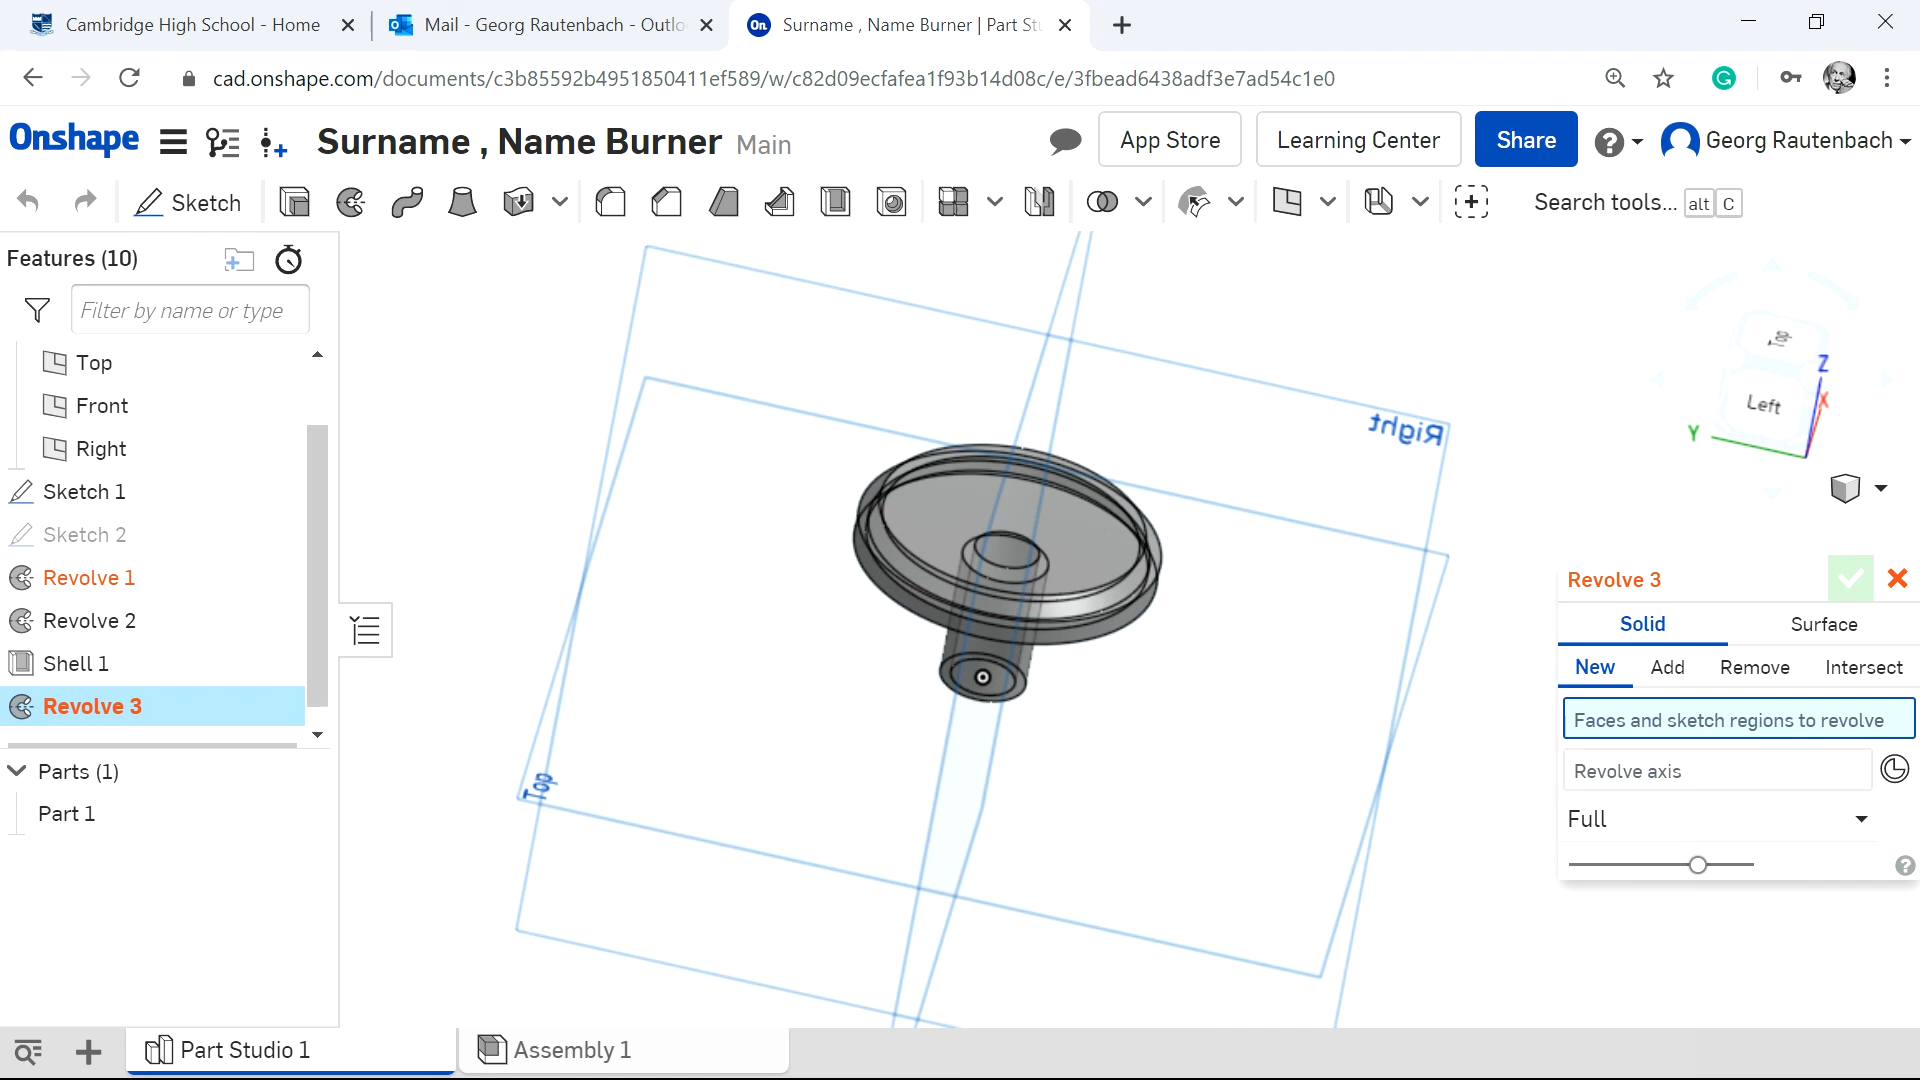 Cambridge High School - Home
Mail - Georg Rautenbach - Outlo
On
Surname , Name Burner | Part Stu
cad.onshape.com/documents/c3b85592b4951850411ef589/w/c82d09ecfafea1f93b14d08c/e/3fbead6438adf3e7ad54c1e0
Onshape
Surname , Name Burner Main
App Store
Learning Center
Share
Georg Rautenbach
Sketch
Search tools... alt C
Features (10)
Filter by name or type
Top
Front
Right
Sketch 1
Sketch 2
Revolve 1
Revolve 2
Shell 1
Revolve 3
Parts (1)
Part 1
Right
Top
Z
X
Y
Left
Revolve 3
Solid
Surface
New
Add
Remove
Intersect
Faces and sketch regions to revolve
Revolve axis
Full
Part Studio 1
Assembly 1